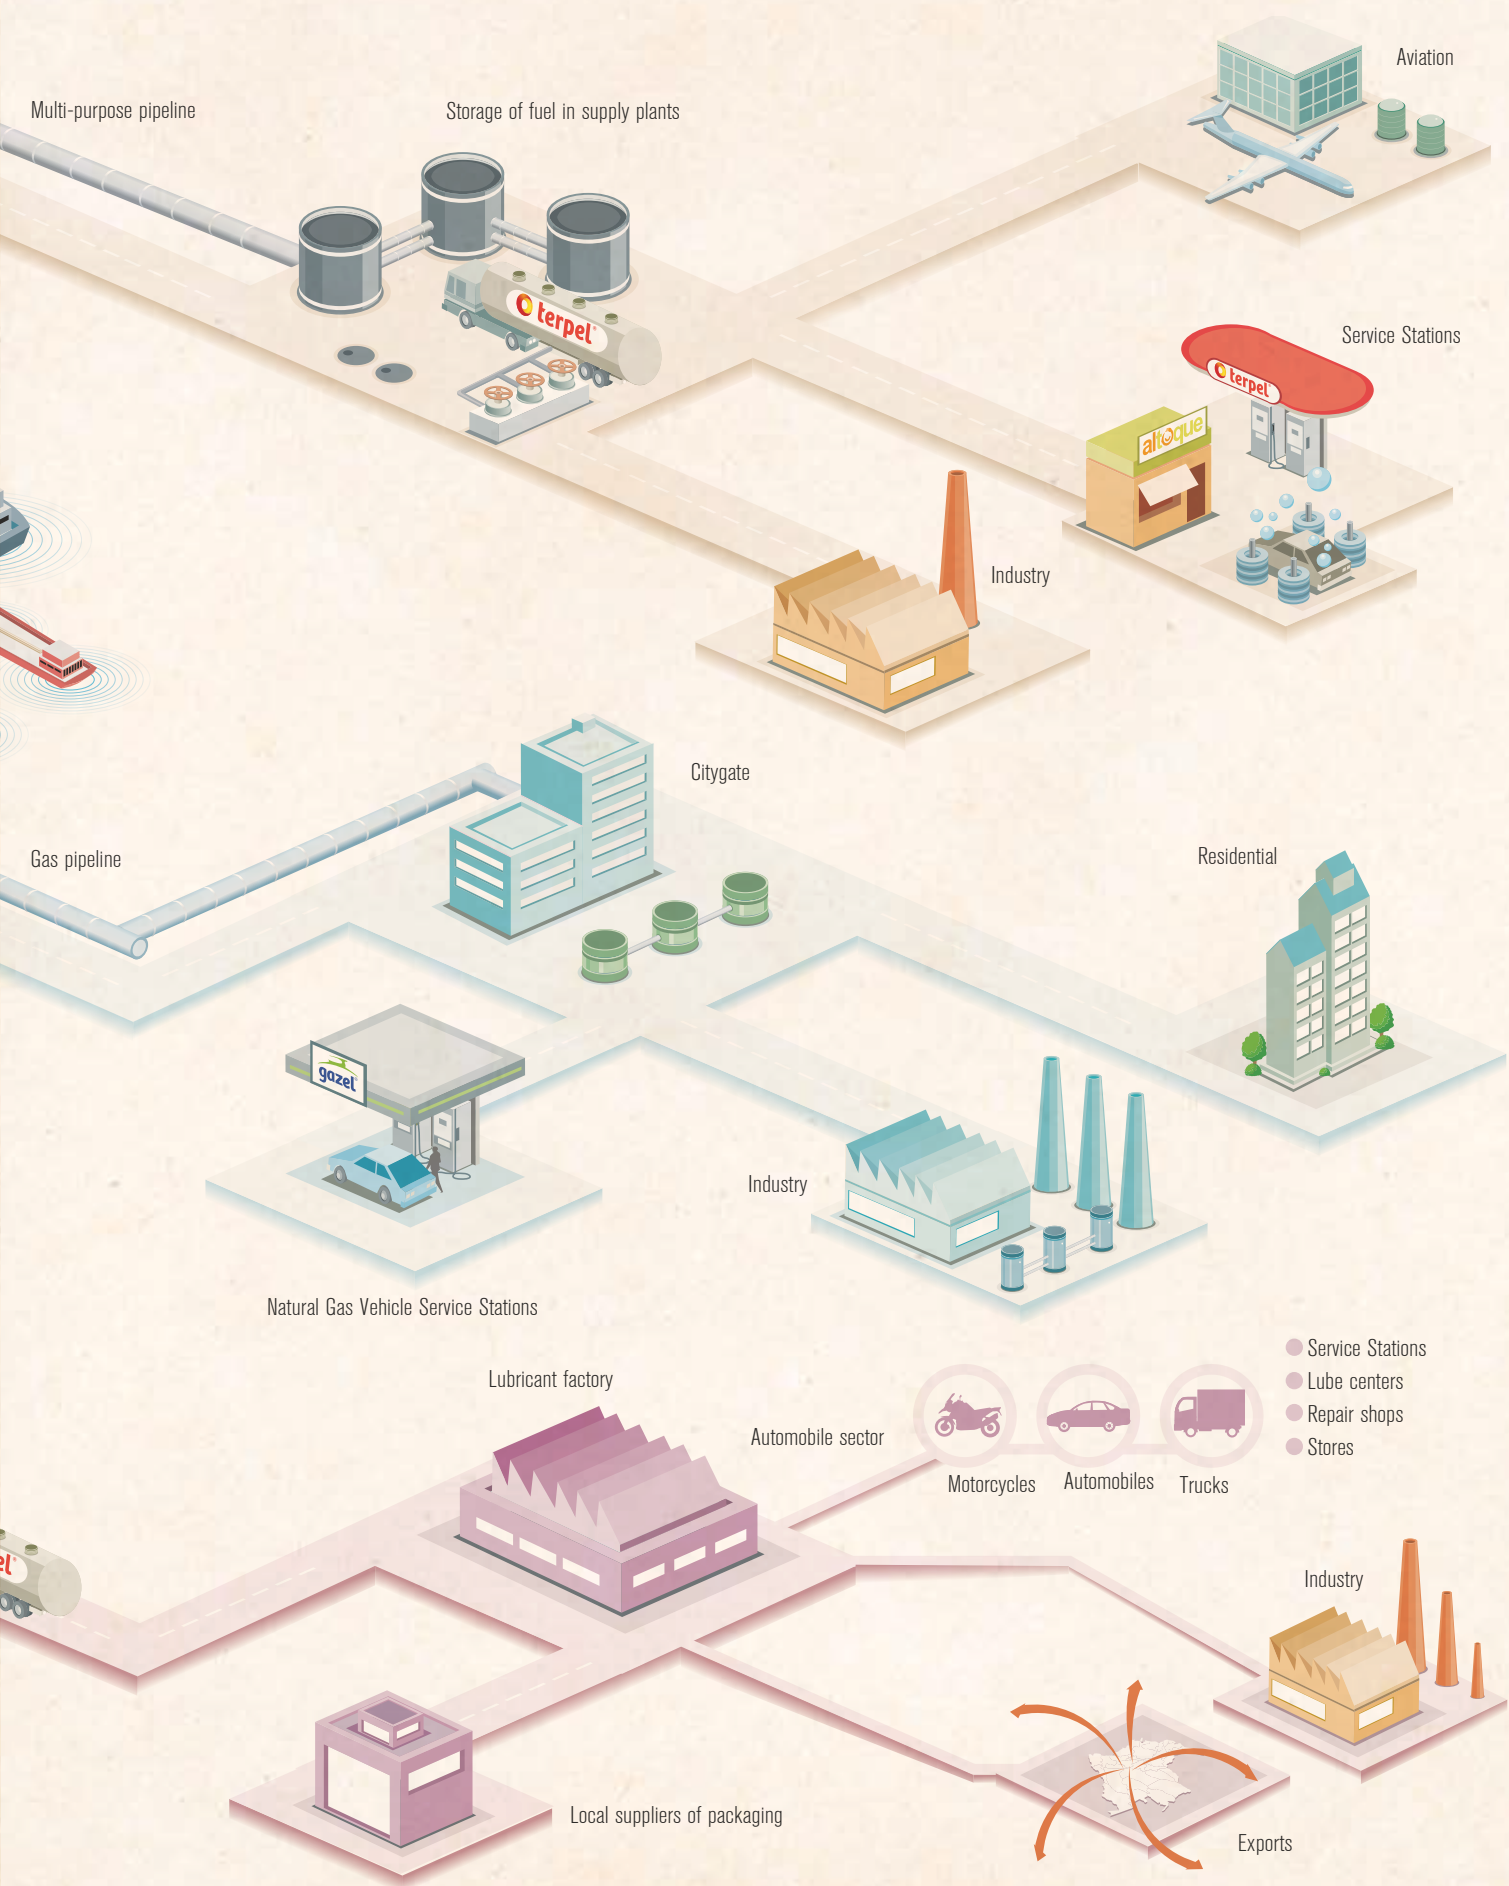 Aviation
Multi-purpose pipeline
Storage of fuel in supply plants
terpel
Service Stations
terpel
altoque
Industry
Citygate
Gas pipeline
Residential
gazel
Industry
Natural Gas Vehicle Service Stations
Service Stations
Lube centers
Repair shops
Stores
Lubricant factory
Automobile sector
Motorcycles
Automobiles
Trucks
el
Industry
Local suppliers of packaging
Exports